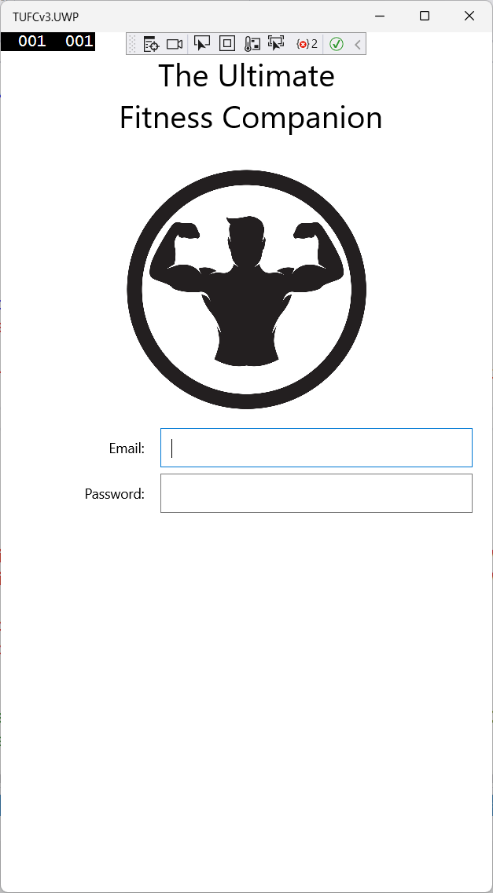 TUFCv3.UWP
001 001
2
The Ultimate
Fitness Companion
Email:
Password: